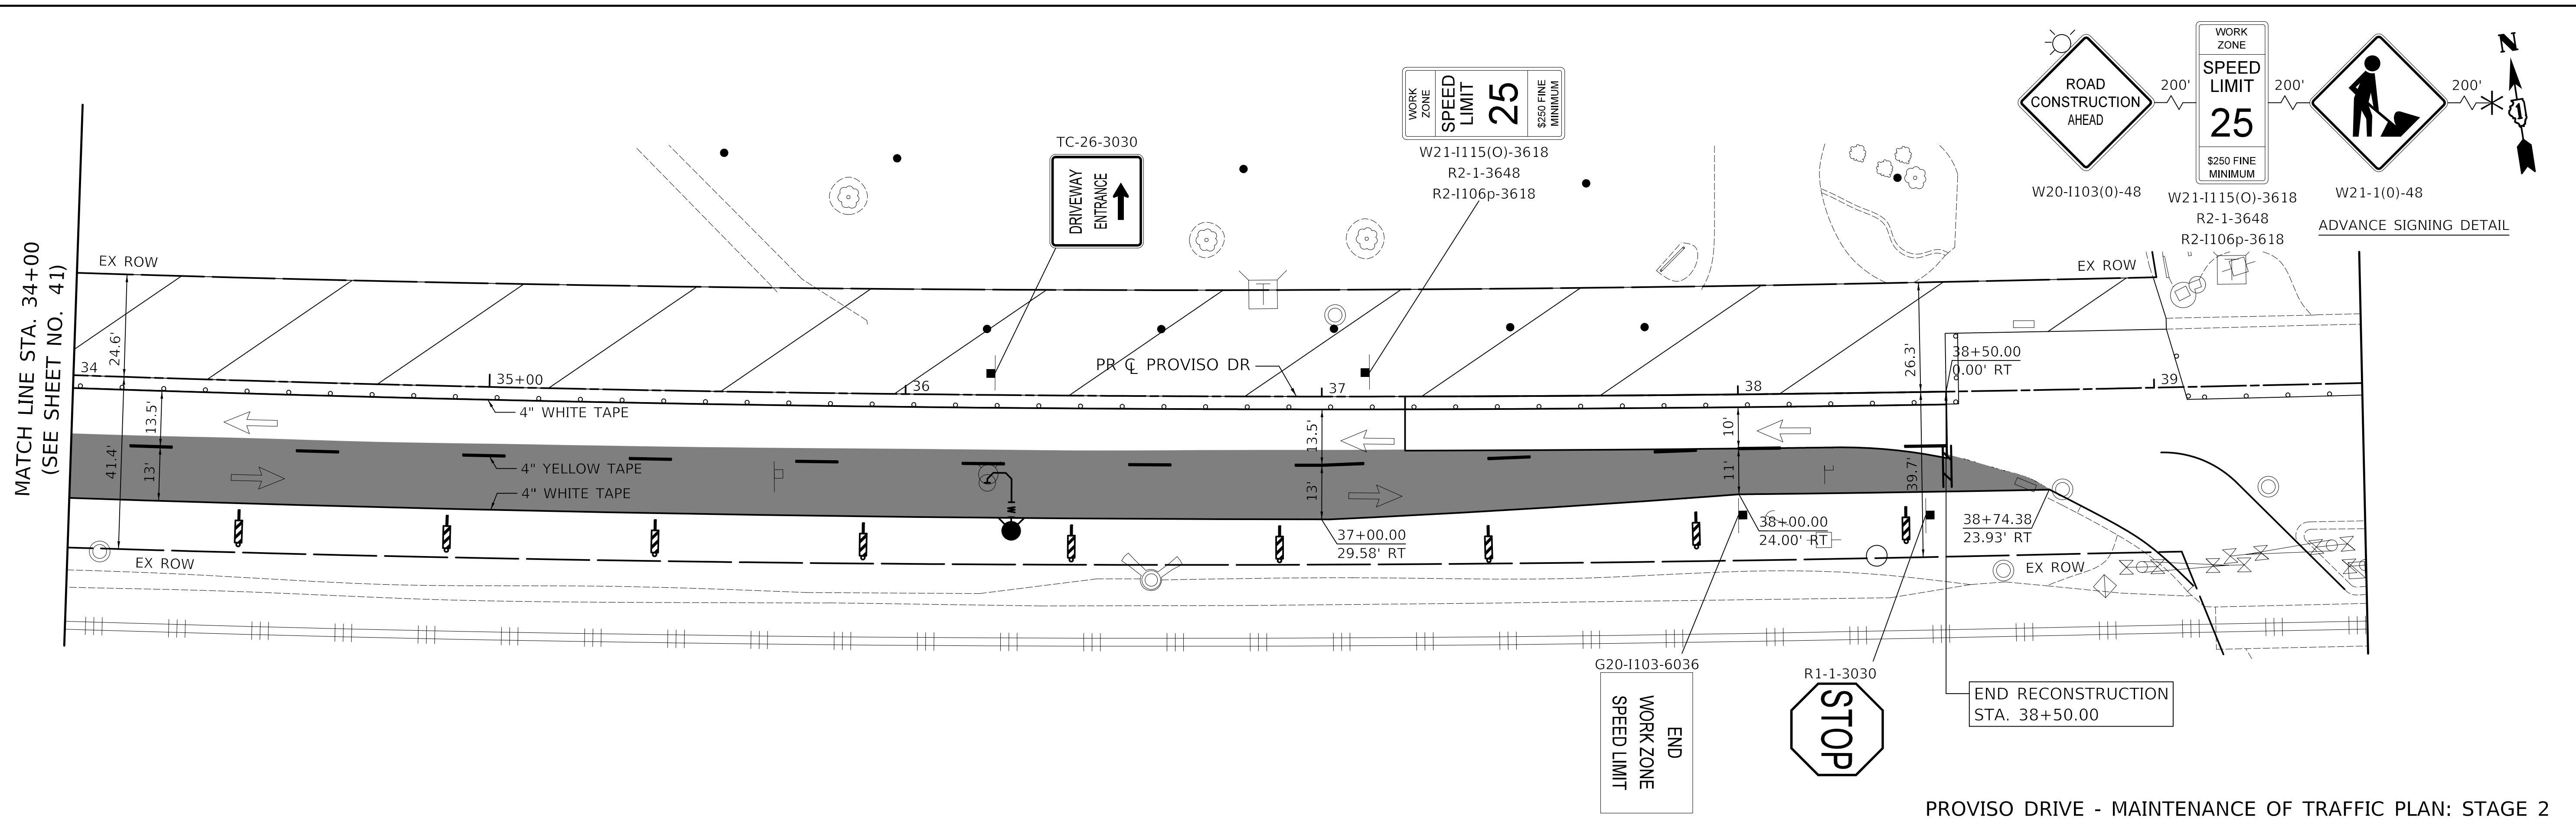 MATCH LINE STA. 34+00
(SEE SHEET NO. 41)
EX ROW
34
24.6'
13.5'
41.4'
13'
EX ROW
35+00
4" WHITE TAPE
4" YELLOW TAPE
4" WHITE TAPE
36
TC-26-3030
DRIVEWAY
ENTRANCE
PR ℄ PROVISO DR
37
13.5'
13'
37+00.00
29.58' RT
WORK
ZONE
SPEED
LIMIT
25
$250 FINE
MINIMUM
W21-I115(O)-3618
R2-1-3648
R2-I106p-3618
38
10'
11'
38+00.00
24.00' RT
26.3'
39.7'
38+50.00
0.00' RT
39
EX ROW
38+74.38
23.93' RT
EX ROW
G20-I103-6036
END
WORK ZONE
SPEED LIMIT
R1-1-3030
STOP
END RECONSTRUCTION
STA. 38+50.00
ROAD
CONSTRUCTION
AHEAD
W20-I103(0)-48
200'
WORK
ZONE
SPEED
LIMIT
25
$250 FINE
MINIMUM
W21-I115(O)-3618
R2-1-3648
R2-I106p-3618
200'
W21-1(0)-48
200'
ADVANCE SIGNING DETAIL
N
1
W
PROVISO DRIVE - MAINTENANCE OF TRAFFIC PLAN: STAGE 2